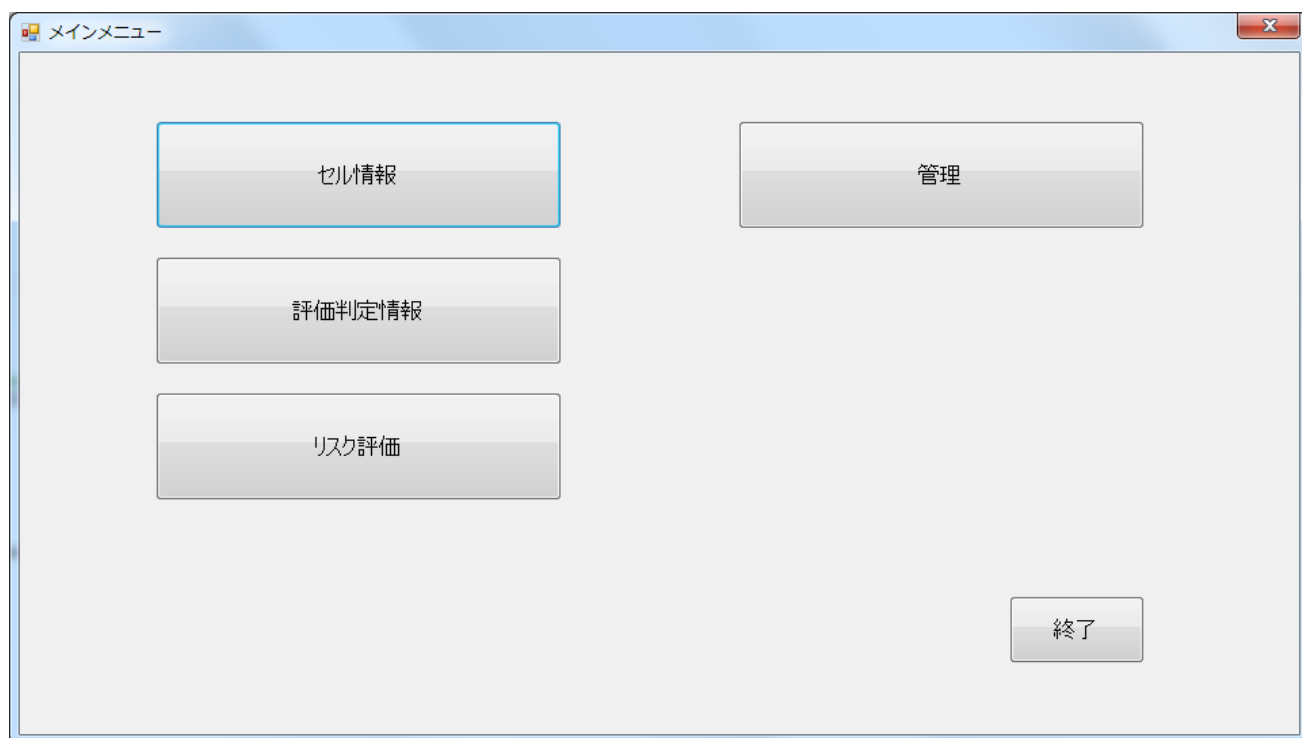 メインメニュー
セル情報
管理
評価判定情報
リスク評価
終了